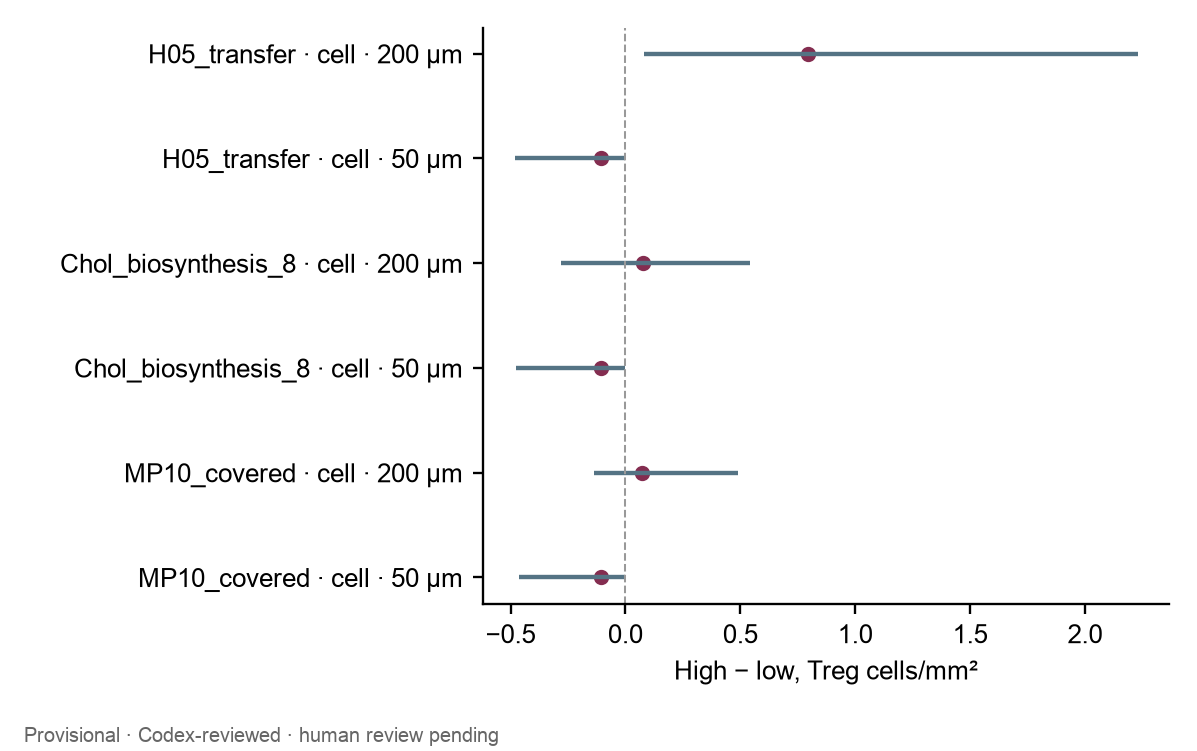 H05_transfer · cell · 200 µm
H05_transfer · cell · 50 µm
Chol_biosynthesis_8 · cell · 200 µm
Chol_biosynthesis_8 · cell · 50 µm
MP10_covered · cell · 200 µm
MP10_covered · cell · 50 µm
−0.5 0.0 0.5 1.0 1.5 2.0
High − low, Treg cells/mm²
Provisional · Codex-reviewed · human review pending